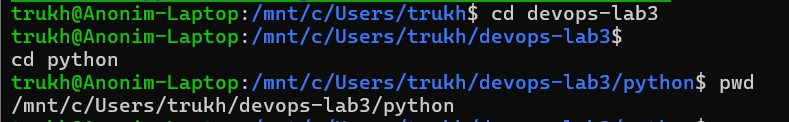 trukh@Anonim-Laptop:/mnt/c/Users/trukh$ cd devops-lab3
trukh@Anonim-Laptop:/mnt/c/Users/trukh/devops-lab3$
cd python
trukh@Anonim-Laptop:/mnt/c/Users/trukh/devops-lab3/python$ pwd
/mnt/c/Users/trukh/devops-lab3/python